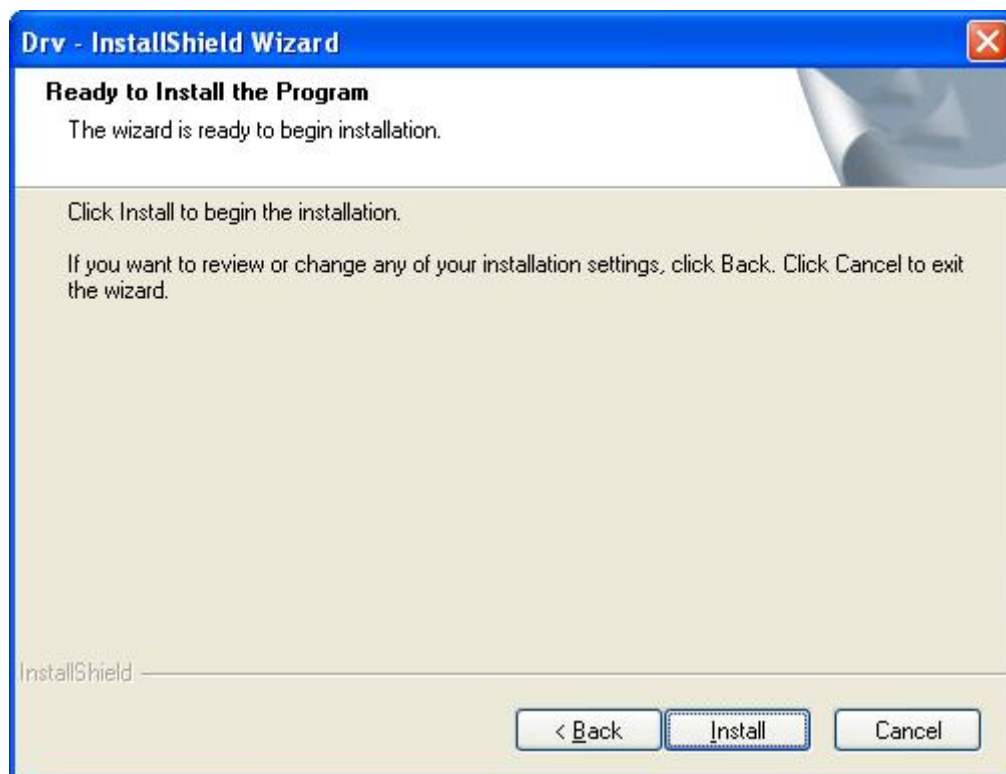 Drv - InstallShield Wizard
Ready to Install the Program
The wizard is ready to begin installation.
Click Install to begin the installation.
If you want to review or change any of your installation settings, click Back. Click Cancel to exit
the wizard.
InstallShield
< Back Install Cancel